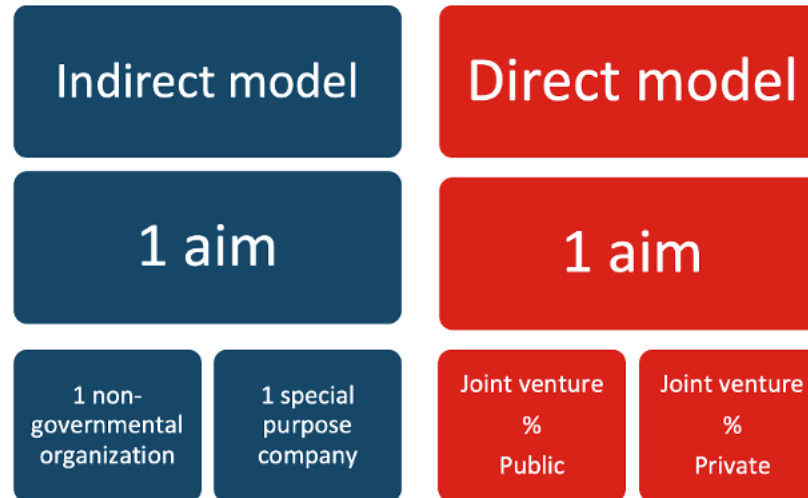 Indirect model
Direct model
1 aim
1 aim
1 non-
governmental
organization
1 special
purpose
company
Joint venture
%
Public
Joint venture
%
Private